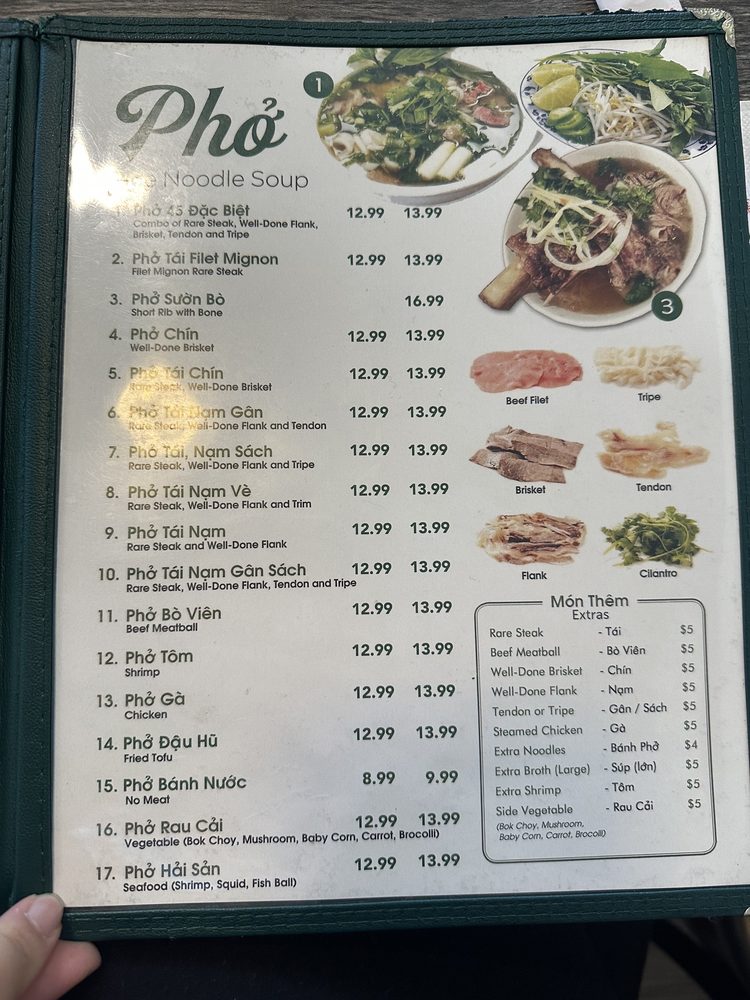 Phở
Noodle Soup
Phở 45 Đặc Biệt 12.99 13.99
Combo of Rare Steak, Well-Done Flank,
Brisket, Tendon and Tripe
2. Phở Tái Filet Mignon 12.99 13.99
Filet Mignon Rare Steak
3. Phở Sườn Bò 16.99
Short Rib with Bone
4. Phở Chín 12.99 13.99
Well-Done Brisket
5. Phở Tái Chín 12.99 13.99
Rare Steak, Well-Done Brisket
6. Phở Tái Nạm Gân 12.99 13.99
Rare Steak, Well-Done Flank and Tendon
7. Phở Tái, Nạm Sách 12.99 13.99
Rare Steak, Well-Done Flank and Tripe
8. Phở Tái Nạm Vè 12.99 13.99
Rare Steak, Well-Done Flank and Trim
9. Phở Tái Nạm 12.99 13.99
Rare Steak and Well-Done Flank
10. Phở Tái Nạm Gân Sách 12.99 13.99
Rare Steak, Well-Done Flank, Tendon and Tripe
11. Phở Bò Viên 12.99 13.99
Beef Meatball
12. Phở Tôm 12.99 13.99
Shrimp
13. Phở Gà 12.99 13.99
Chicken
14. Phở Đậu Hũ 12.99 13.99
Fried Tofu
15. Phở Bánh Nước 8.99 9.99
No Meat
16. Phở Rau Cải 12.99 13.99
Vegetable (Bok Choy, Mushroom, Baby Corn, Carrot, Brocolli)
17. Phở Hải Sản 12.99 13.99
Seafood (Shrimp, Squid, Fish Ball)
1
3
Beef Filet Tripe
Brisket Tendon
Flank Cilantro
Món Thêm
Extras
Rare Steak - Tái $5
Beef Meatball - Bò Viên $5
Well-Done Brisket - Chín $5
Well-Done Flank - Nạm $5
Tendon or Tripe - Gân / Sách $5
Steamed Chicken - Gà $5
Extra Noodles - Bánh Phở $4
Extra Broth (Large) - Súp (lớn) $5
Extra Shrimp - Tôm $5
Side Vegetable - Rau Cải $5
(Bok Choy, Mushroom,
Baby Corn, Carrot, Brocolli)